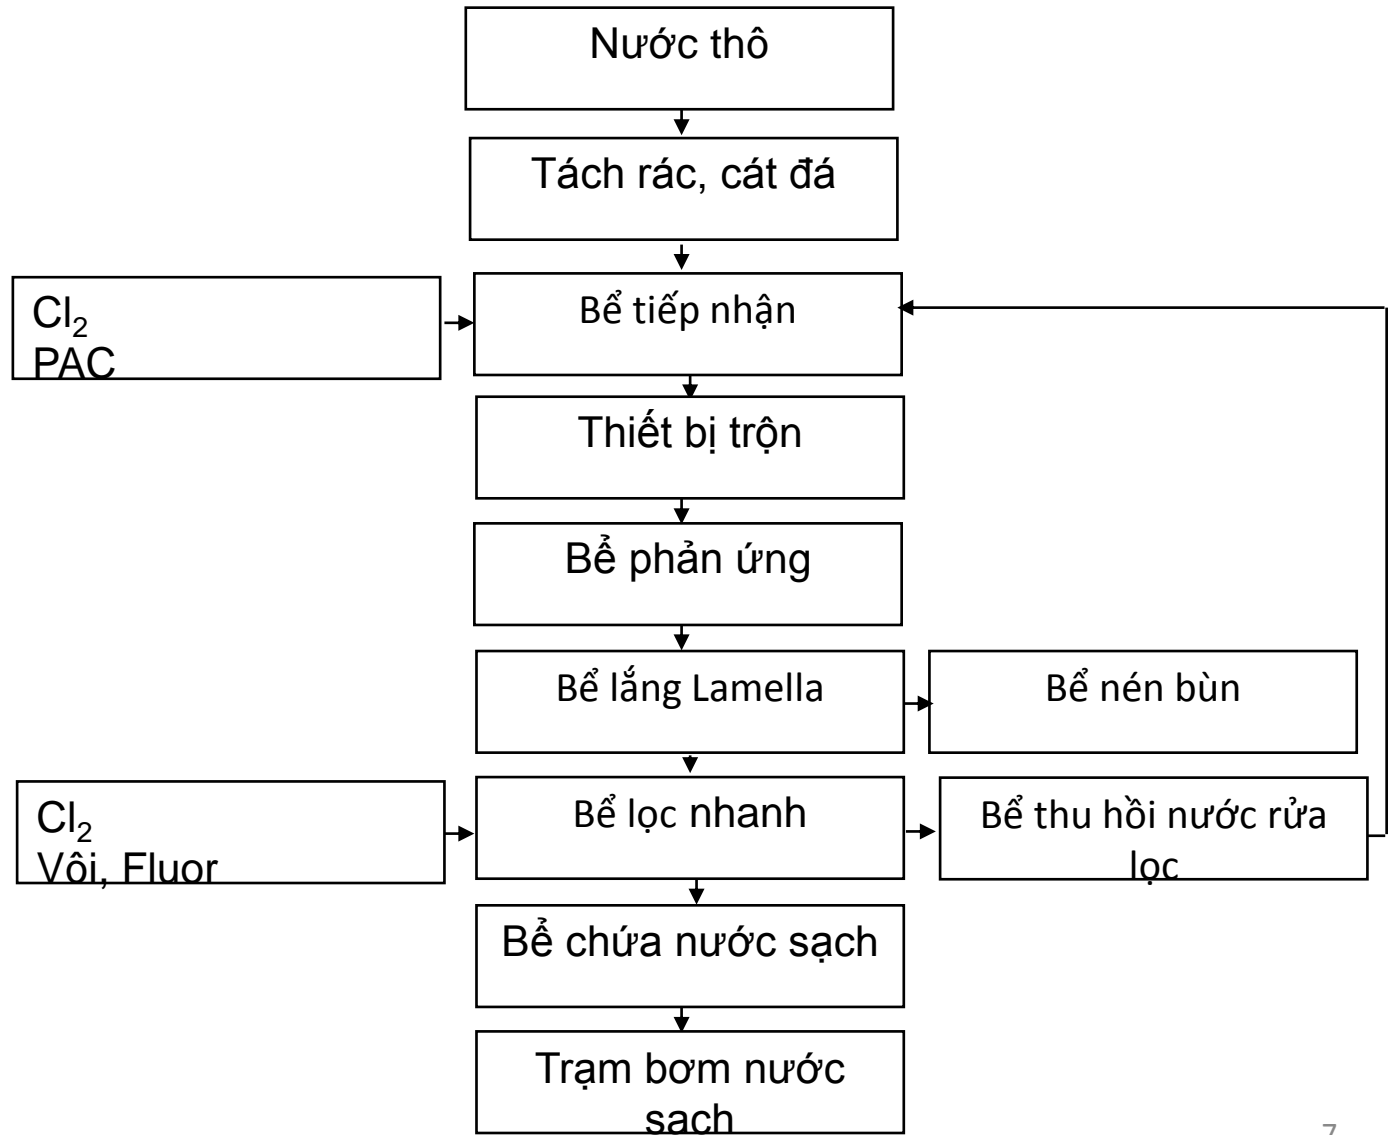 Nước thô
Tách rác, cát đá
Cl₂
PAC
Bể tiếp nhận
Thiết bị trộn
Bể phản ứng
Bể lắng Lamella
Bể nén bùn
Cl₂
Vôi, Fluor
Bể lọc nhanh
Bể thu hồi nước rửa
lọc
Bể chứa nước sạch
Trạm bơm nước
sạch
7